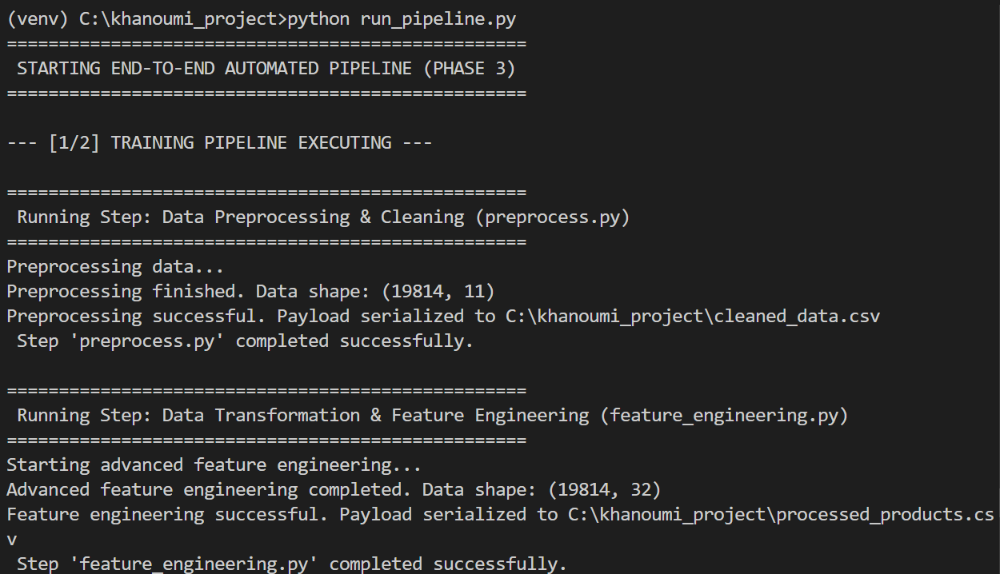 (venv) C:\khanoumi_project>python run_pipeline.py
==================================================
 STARTING END-TO-END AUTOMATED PIPELINE (PHASE 3)
==================================================

--- [1/2] TRAINING PIPELINE EXECUTING ---

==================================================
 Running Step: Data Preprocessing & Cleaning (preprocess.py)
==================================================
Preprocessing data...
Preprocessing finished. Data shape: (19814, 11)
Preprocessing successful. Payload serialized to C:\khanoumi_project\cleaned_data.csv
 Step 'preprocess.py' completed successfully.

==================================================
 Running Step: Data Transformation & Feature Engineering (feature_engineering.py)
==================================================
Starting advanced feature engineering...
Advanced feature engineering completed. Data shape: (19814, 32)
Feature engineering successful. Payload serialized to C:\khanoumi_project\processed_products.cs
v
 Step 'feature_engineering.py' completed successfully.